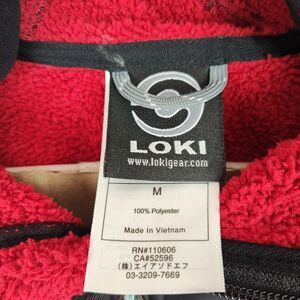 LOKI
www.lokigear.com
M
100% Polyester
Made in Vietnam
RN#110606
CA#52596
(株)エイアンドエフ
03-3209-7669